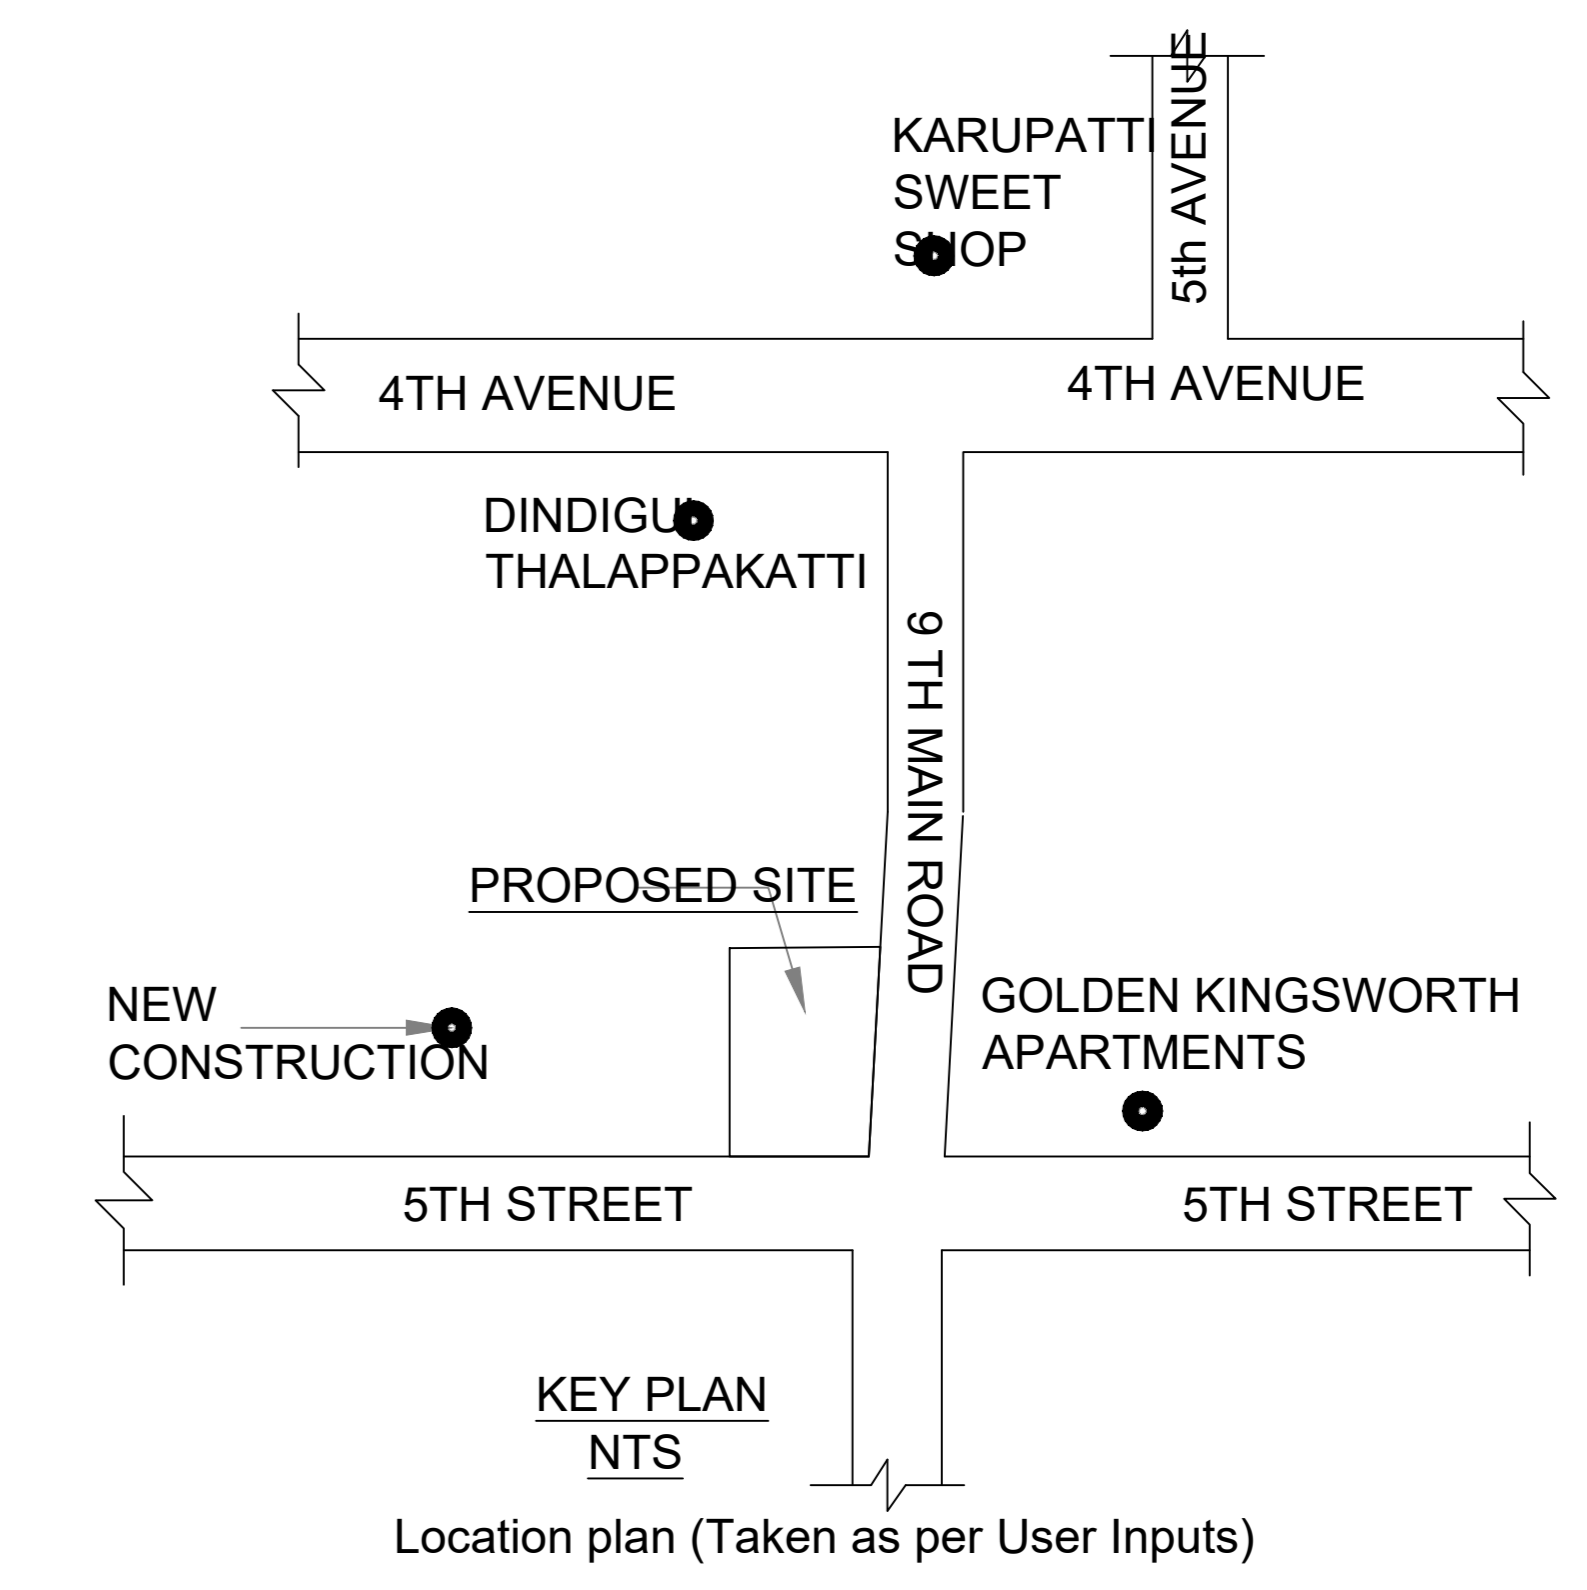 5th AVENUE
KARUPATTI
SWEET
SHOP
4TH AVENUE
4TH AVENUE
DINDIGUL
THALAPPAKATTI
9 TH MAIN ROAD
PROPOSED SITE
NEW
CONSTRUCTION
GOLDEN KINGSWORTH
APARTMENTS
5TH STREET
5TH STREET
KEY PLAN
NTS
Location plan (Taken as per User Inputs)